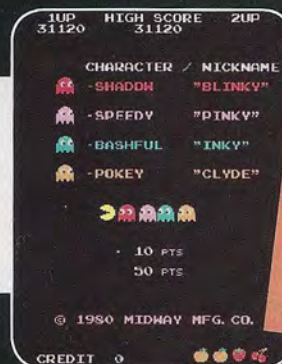 1UP HIGH SCORE 2UP
31120 31120
CHARACTER / NICKNAME
-SHADOW "BLINKY"
-SPEEDY "PINKY"
-BASHFUL "INKY"
-POKEY "CLYDE"
10 PTS
50 PTS
© 1980 MIDWAY MFG. CO.
CREDIT 0